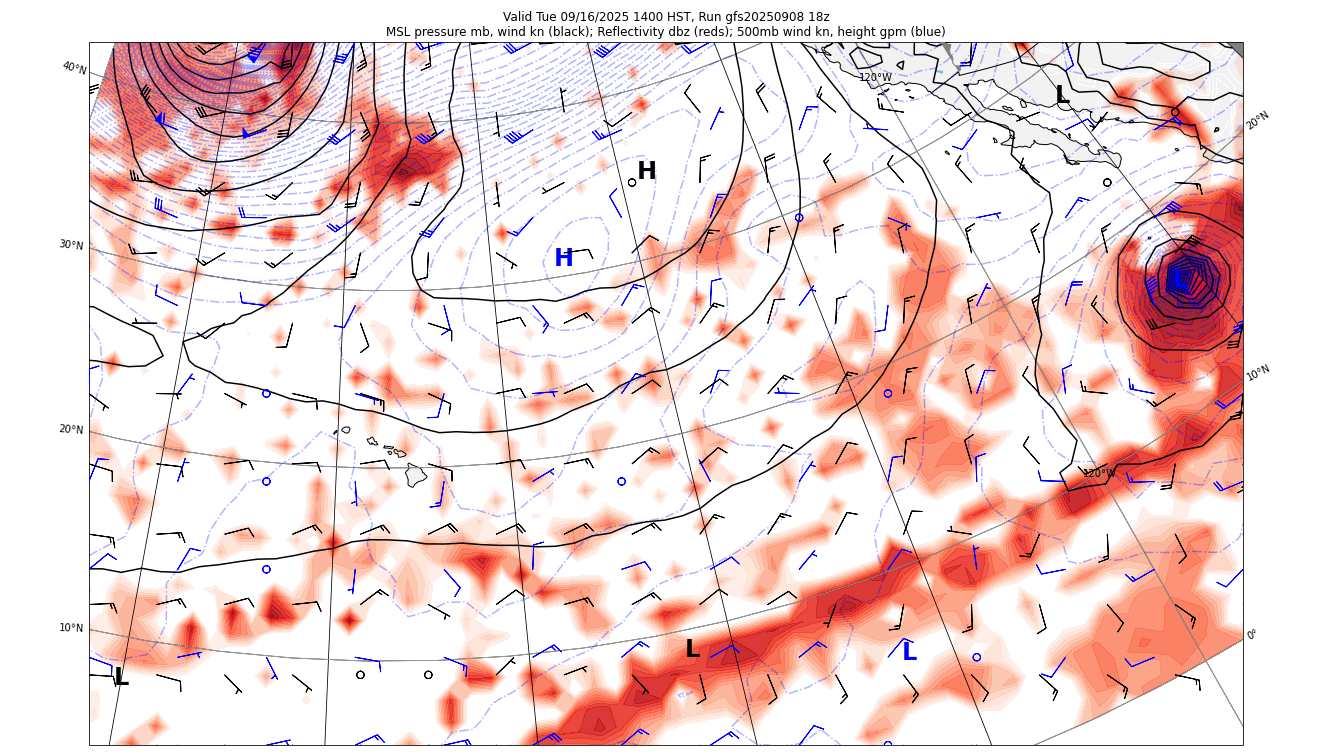 Valid Tue 09/16/2025 1400 HST, Run gfs20250908 18z
MSL pressure mb, wind kn (black); Reflectivity dbz (reds); 500mb wind kn, height gpm (blue)
40°N
120°W
L
20°N
H
30°N
H
L
10°N
20°N
120°W
10°N
0°
L
L
L